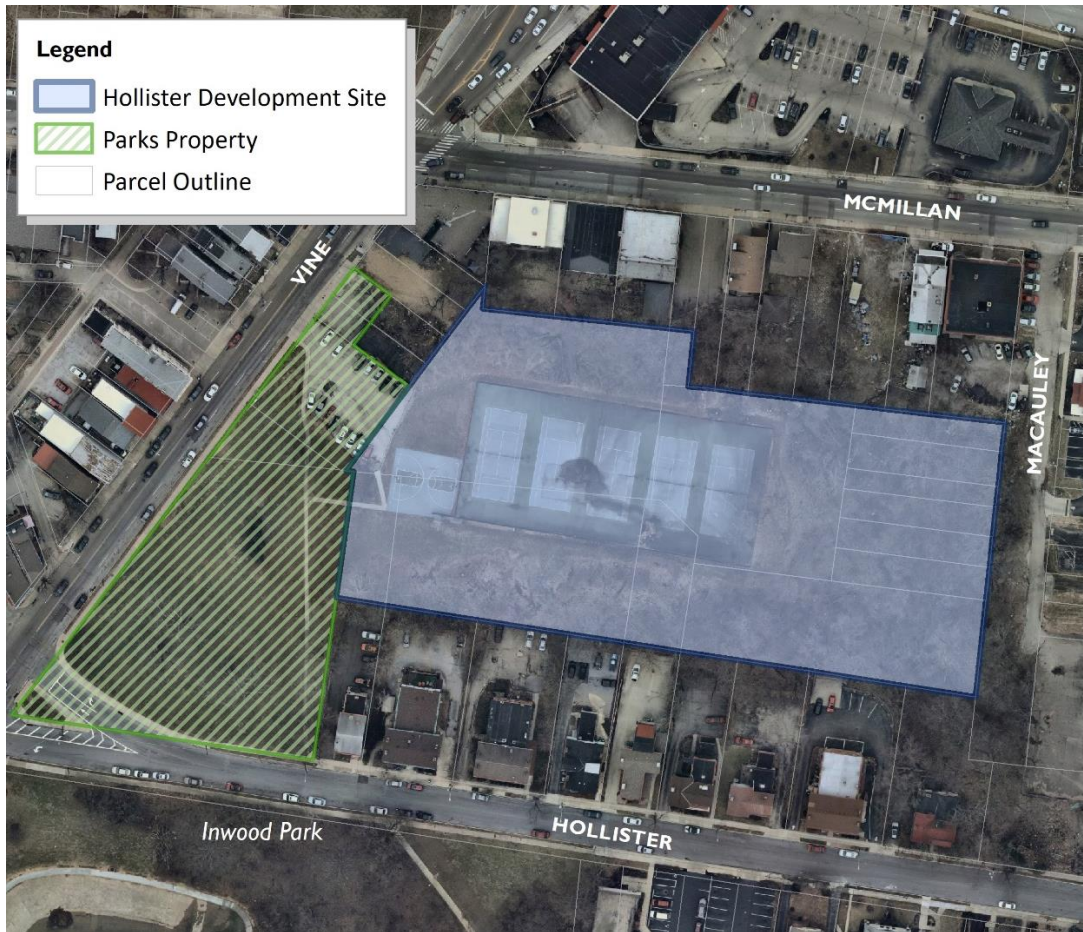 Legend
Hollister Development Site
Parks Property
Parcel Outline
MCMILLAN
VINE
MACAULEY
Inwood Park
HOLLISTER